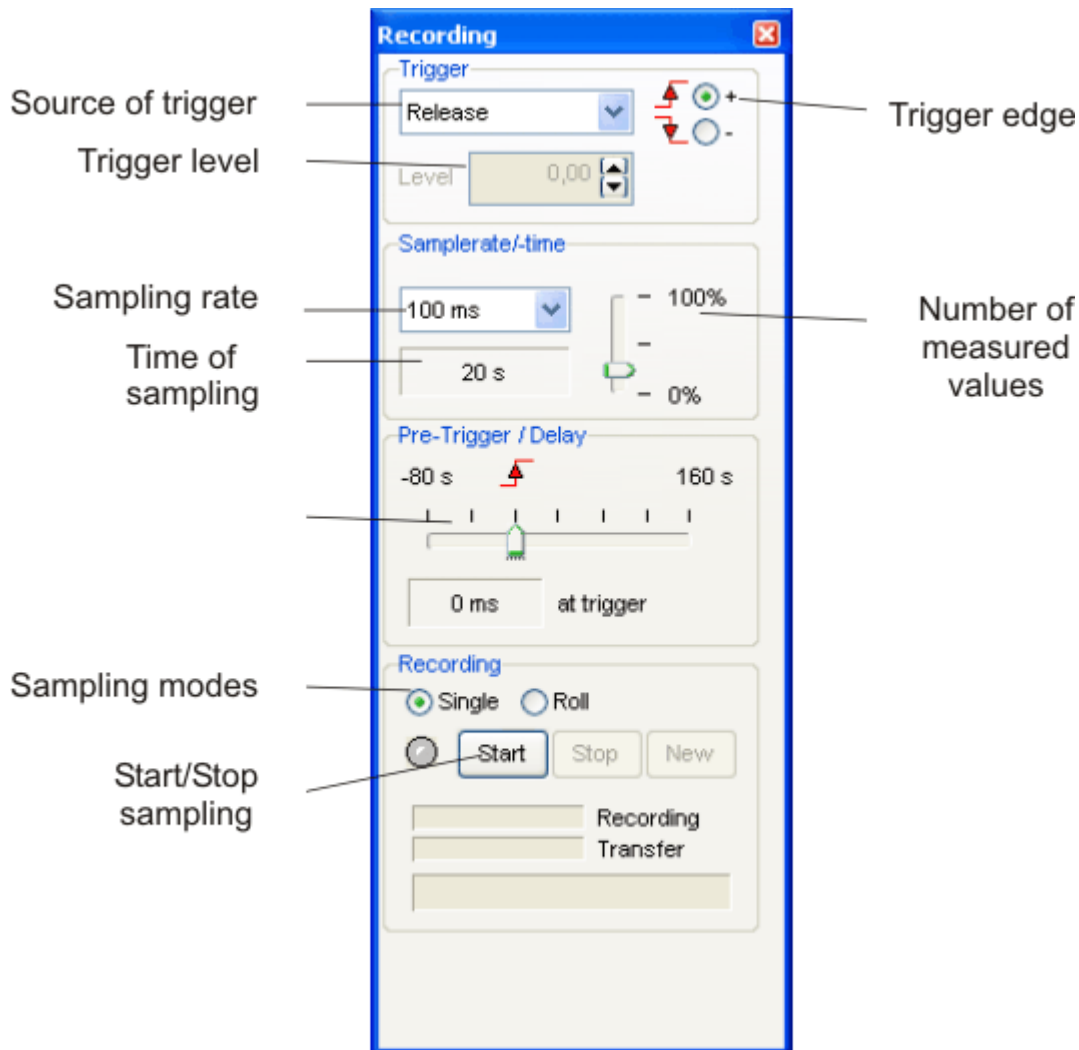 Recording
Trigger
Source of trigger
Release
+
Trigger edge
-
Trigger level
Level
0,00
Samplerate/-time
Sampling rate
100 ms
100%
Number of
measured
values
Time of
sampling
20 s
0%
Pre-Trigger / Delay
-80 s
160 s
0 ms
at trigger
Recording
Sampling modes
Single
Roll
Start/Stop
sampling
Start
Stop
New
Recording
Transfer